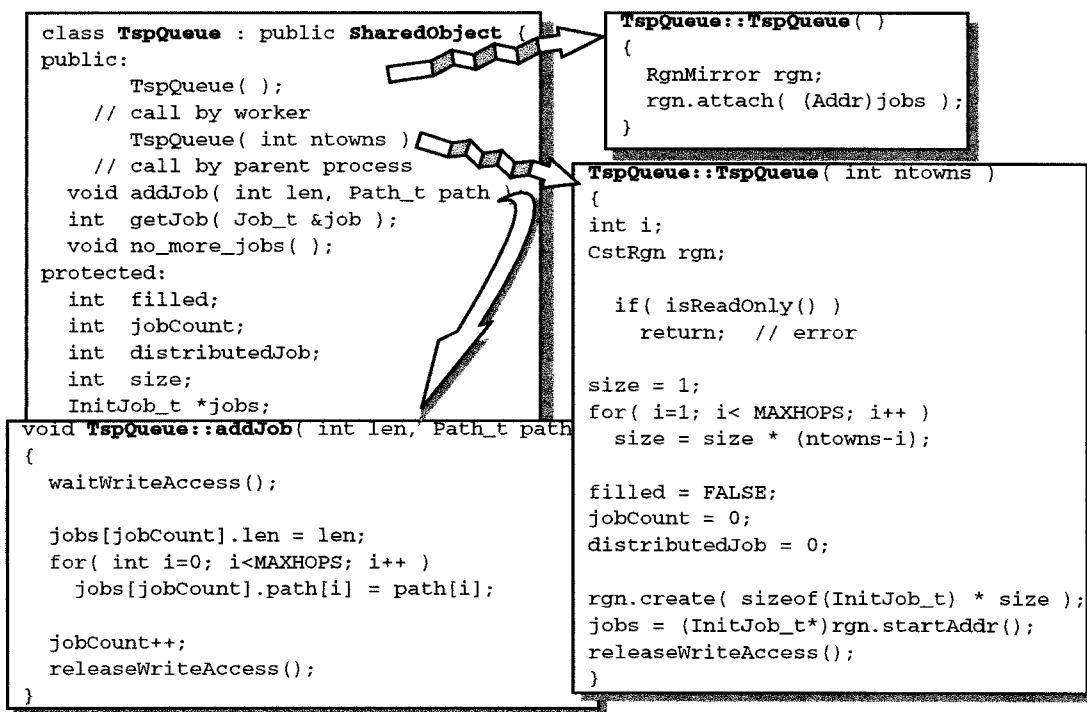 class TspQueue : public SharedObject {
public:
TspQueue( );
// call by worker
TspQueue( int ntowns )
// call by parent process
void addJob( int len, Path_t path )
int getJob( Job_t &job );
void no_more_jobs( );
protected:
int filled;
int jobCount;
int distributedJob;
int size;
InitJob_t *jobs;
TspQueue::TspQueue( )
{
RgnMirror rgn;
rgn.attach( (Addr)jobs );
}
TspQueue::TspQueue( int ntowns )
{
int i;
CstRgn rgn;
if( isReadOnly() )
return; // error
size = 1;
for( i=1; i< MAXHOPS; i++ )
size = size * (ntowns-i);
filled = FALSE;
jobCount = 0;
distributedJob = 0;
rgn.create( sizeof(InitJob_t) * size );
jobs = (InitJob_t*)rgn.startAddr();
releaseWriteAccess();
}
void TspQueue::addJob( int len, Path_t path
{
waitWriteAccess();
jobs[jobCount].len = len;
for( int i=0; i<MAXHOPS; i++ )
jobs[jobCount].path[i] = path[i];
jobCount++;
releaseWriteAccess();
}